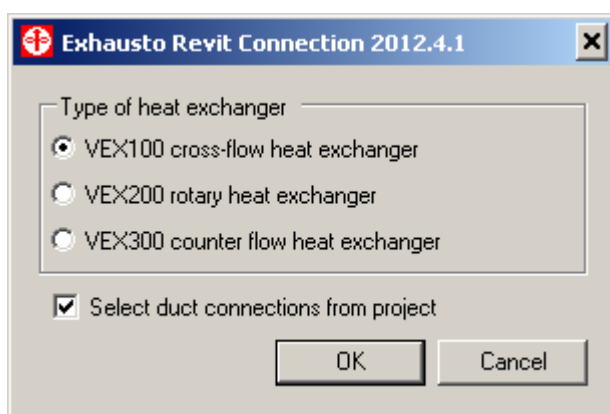 Exhausto Revit Connection 2012.4.1
Type of heat exchanger
VEX100 cross-flow heat exchanger
VEX200 rotary heat exchanger
VEX300 counter flow heat exchanger
Select duct connections from project
OK Cancel